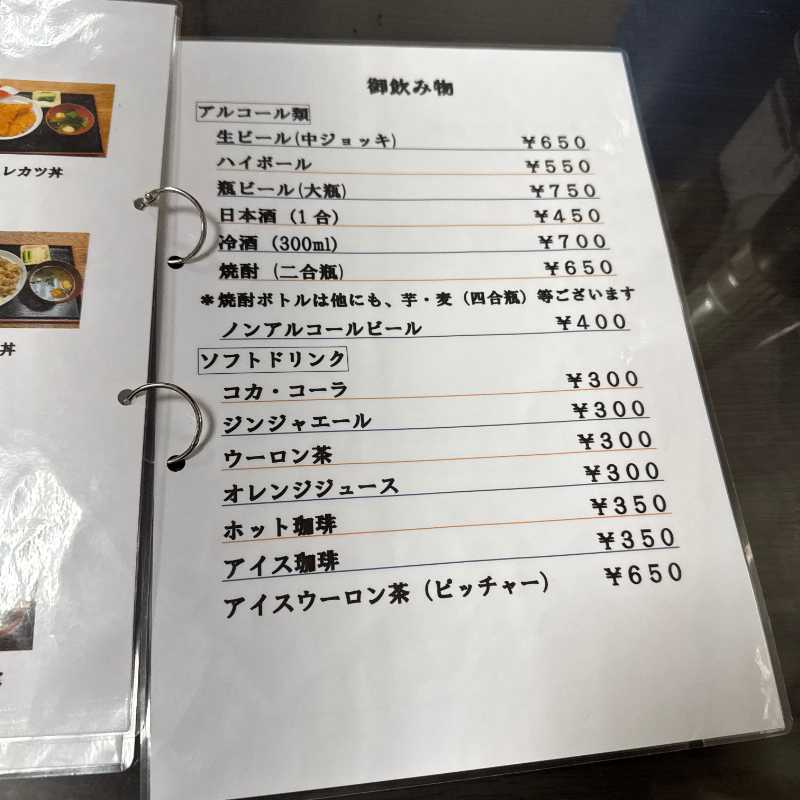 レカツ丼
丼
御飲み物
アルコール類
生ビール(中ジョッキ) ￥650
ハイボール ￥550
瓶ビール(大瓶) ￥750
日本酒（1合） ￥450
冷酒（300ml） ￥700
焼酎（二合瓶） ￥650
＊焼酎ボトルは他にも、芋・麦（四合瓶）等ございます
ノンアルコールビール ￥400
ソフトドリンク
コカ・コーラ ￥300
ジンジャエール ￥300
ウーロン茶 ￥300
オレンジジュース ￥300
ホット珈琲 ￥350
アイス珈琲 ￥350
アイスウーロン茶（ピッチャー） ￥650